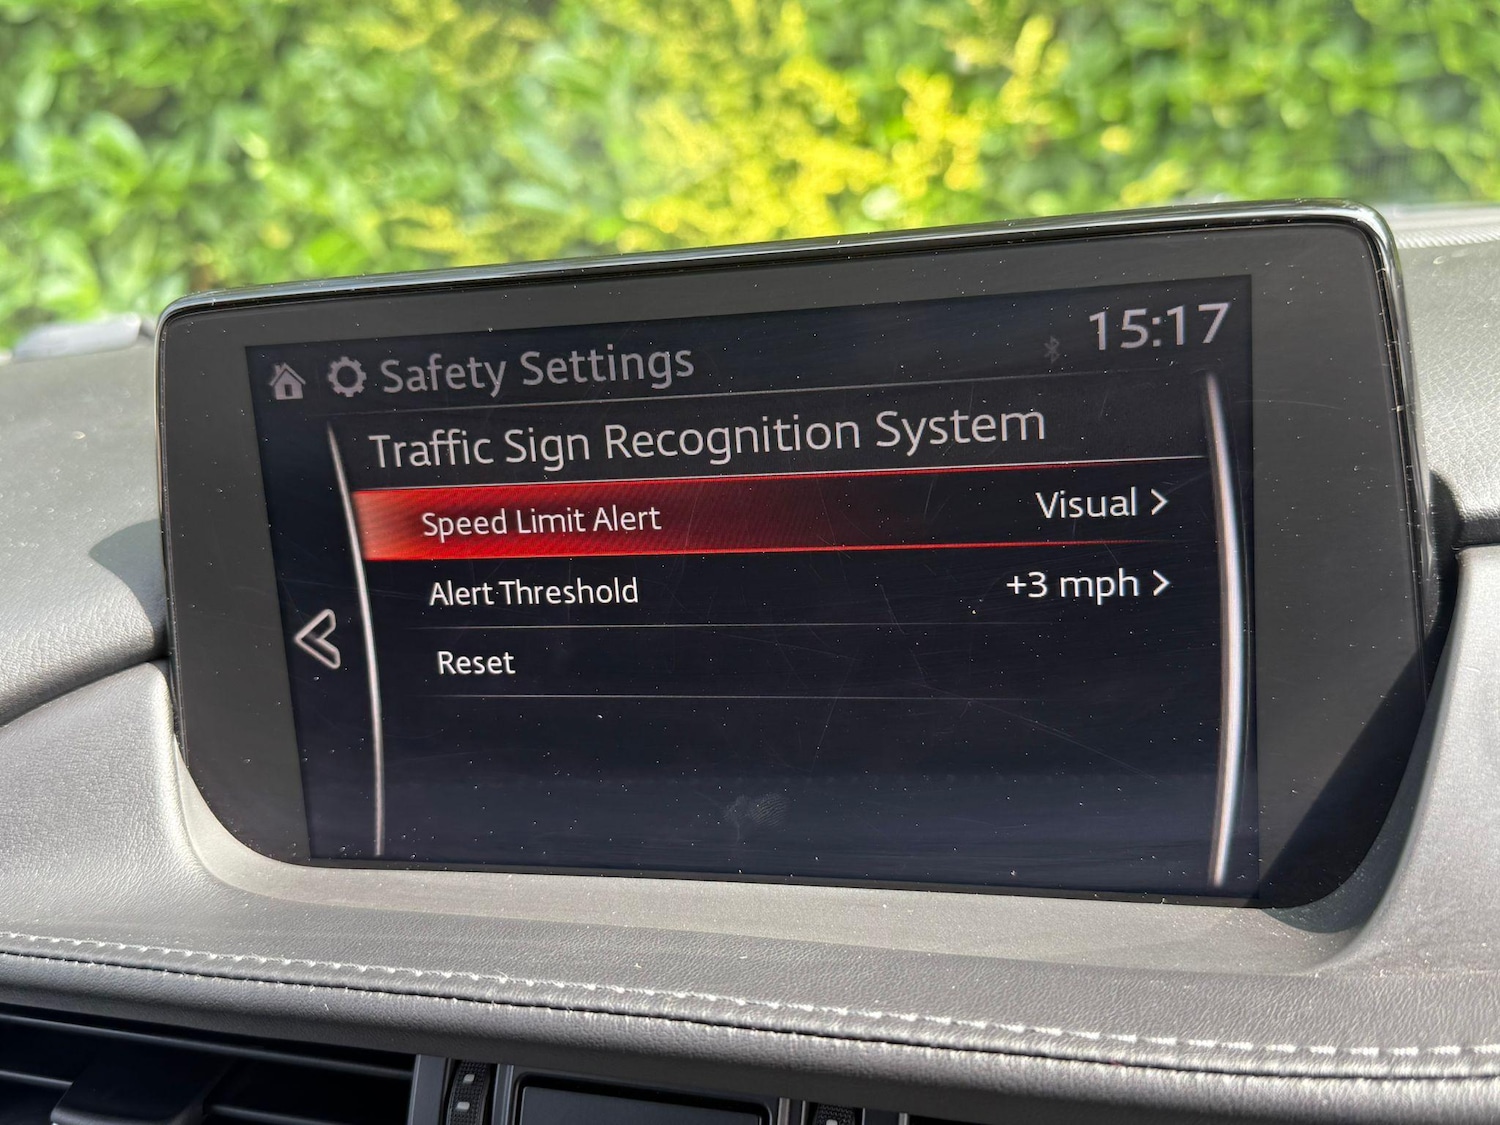 Safety Settings 15:17
Traffic Sign Recognition System
Speed Limit Alert Visual >
Alert Threshold +3 mph >
Reset